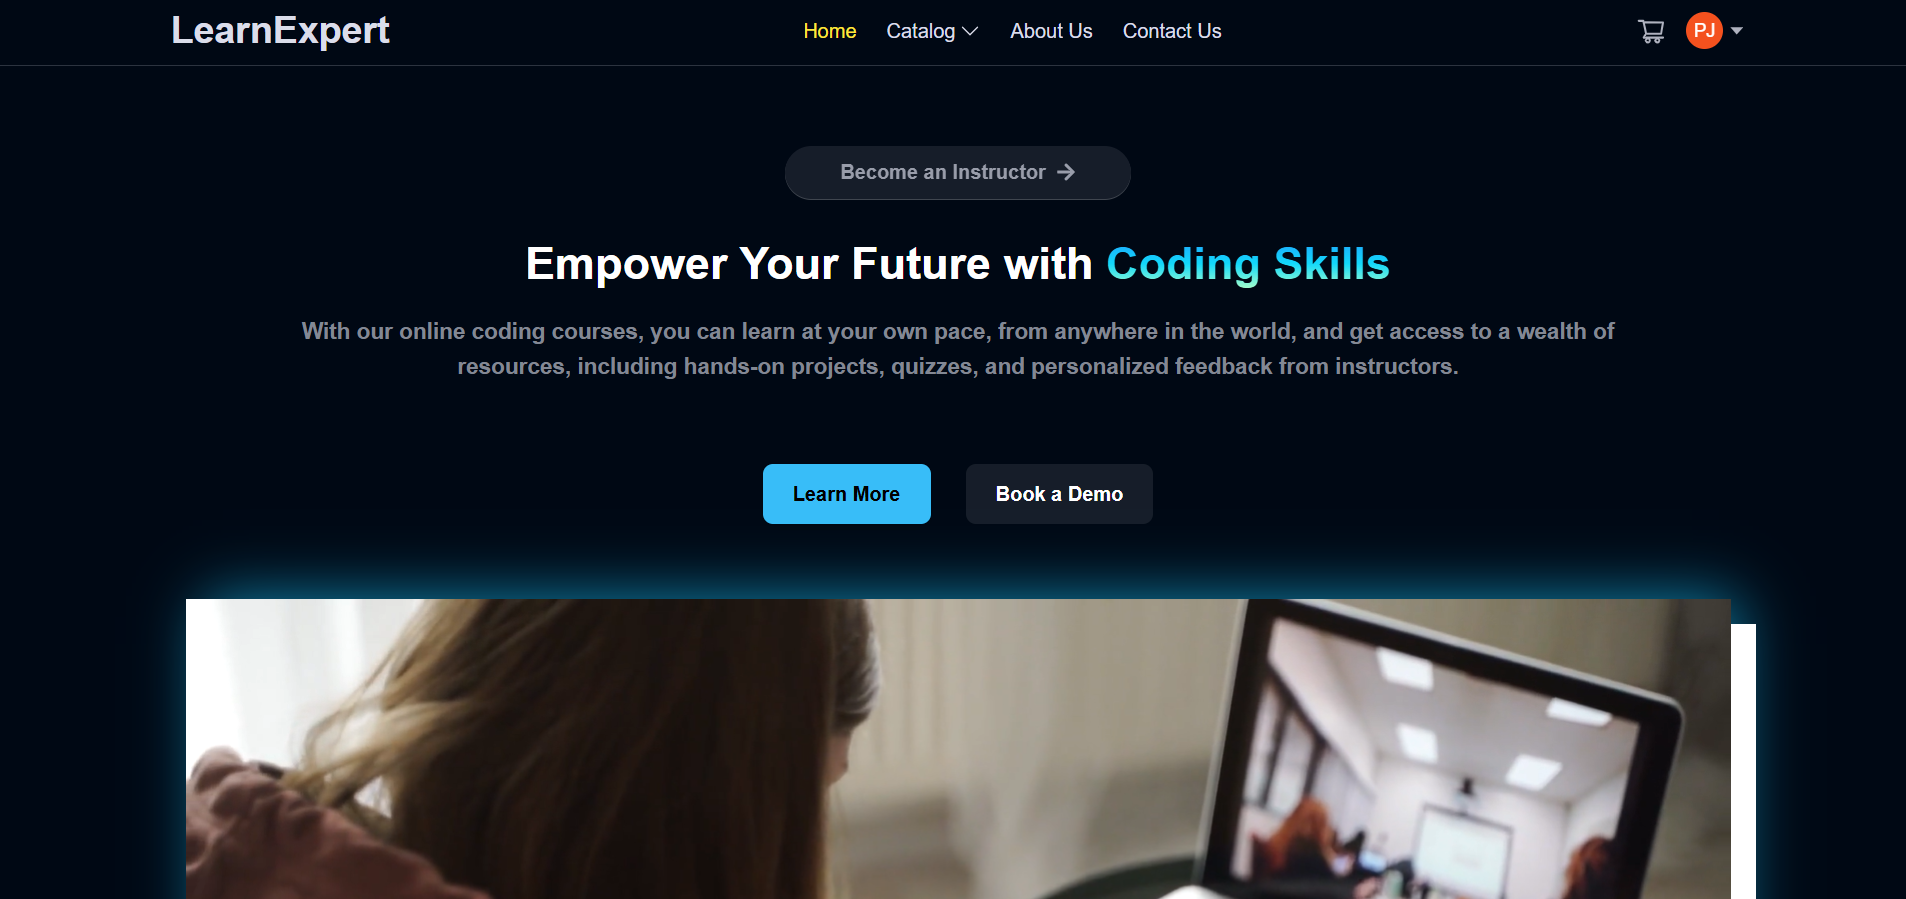 LearnExpert
Home
Catalog
About Us
Contact Us
PJ
Become an Instructor
Empower Your Future with Coding Skills
With our online coding courses, you can learn at your own pace, from anywhere in the world, and get access to a wealth of
resources, including hands-on projects, quizzes, and personalized feedback from instructors.
Learn More
Book a Demo